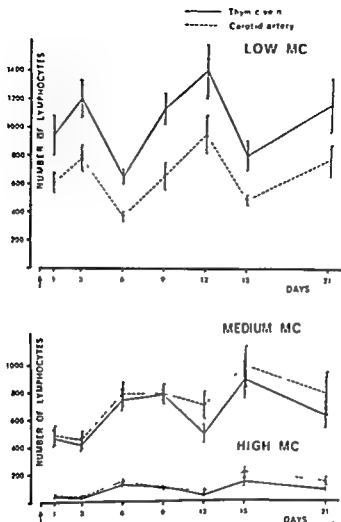 Thymic vein
Carotid artery
LOW MC
NUMBER OF LYMPHOCYTES
1400
1200
1000
800
600
400
200
0 1 3 6 9 12 15 21
DAYS
MEDIUM MC
NUMBER OF LYMPHOCYTES
1000
800
600
400
HIGH MC
200
0 1 3 6 9 12 15 21
DAYS